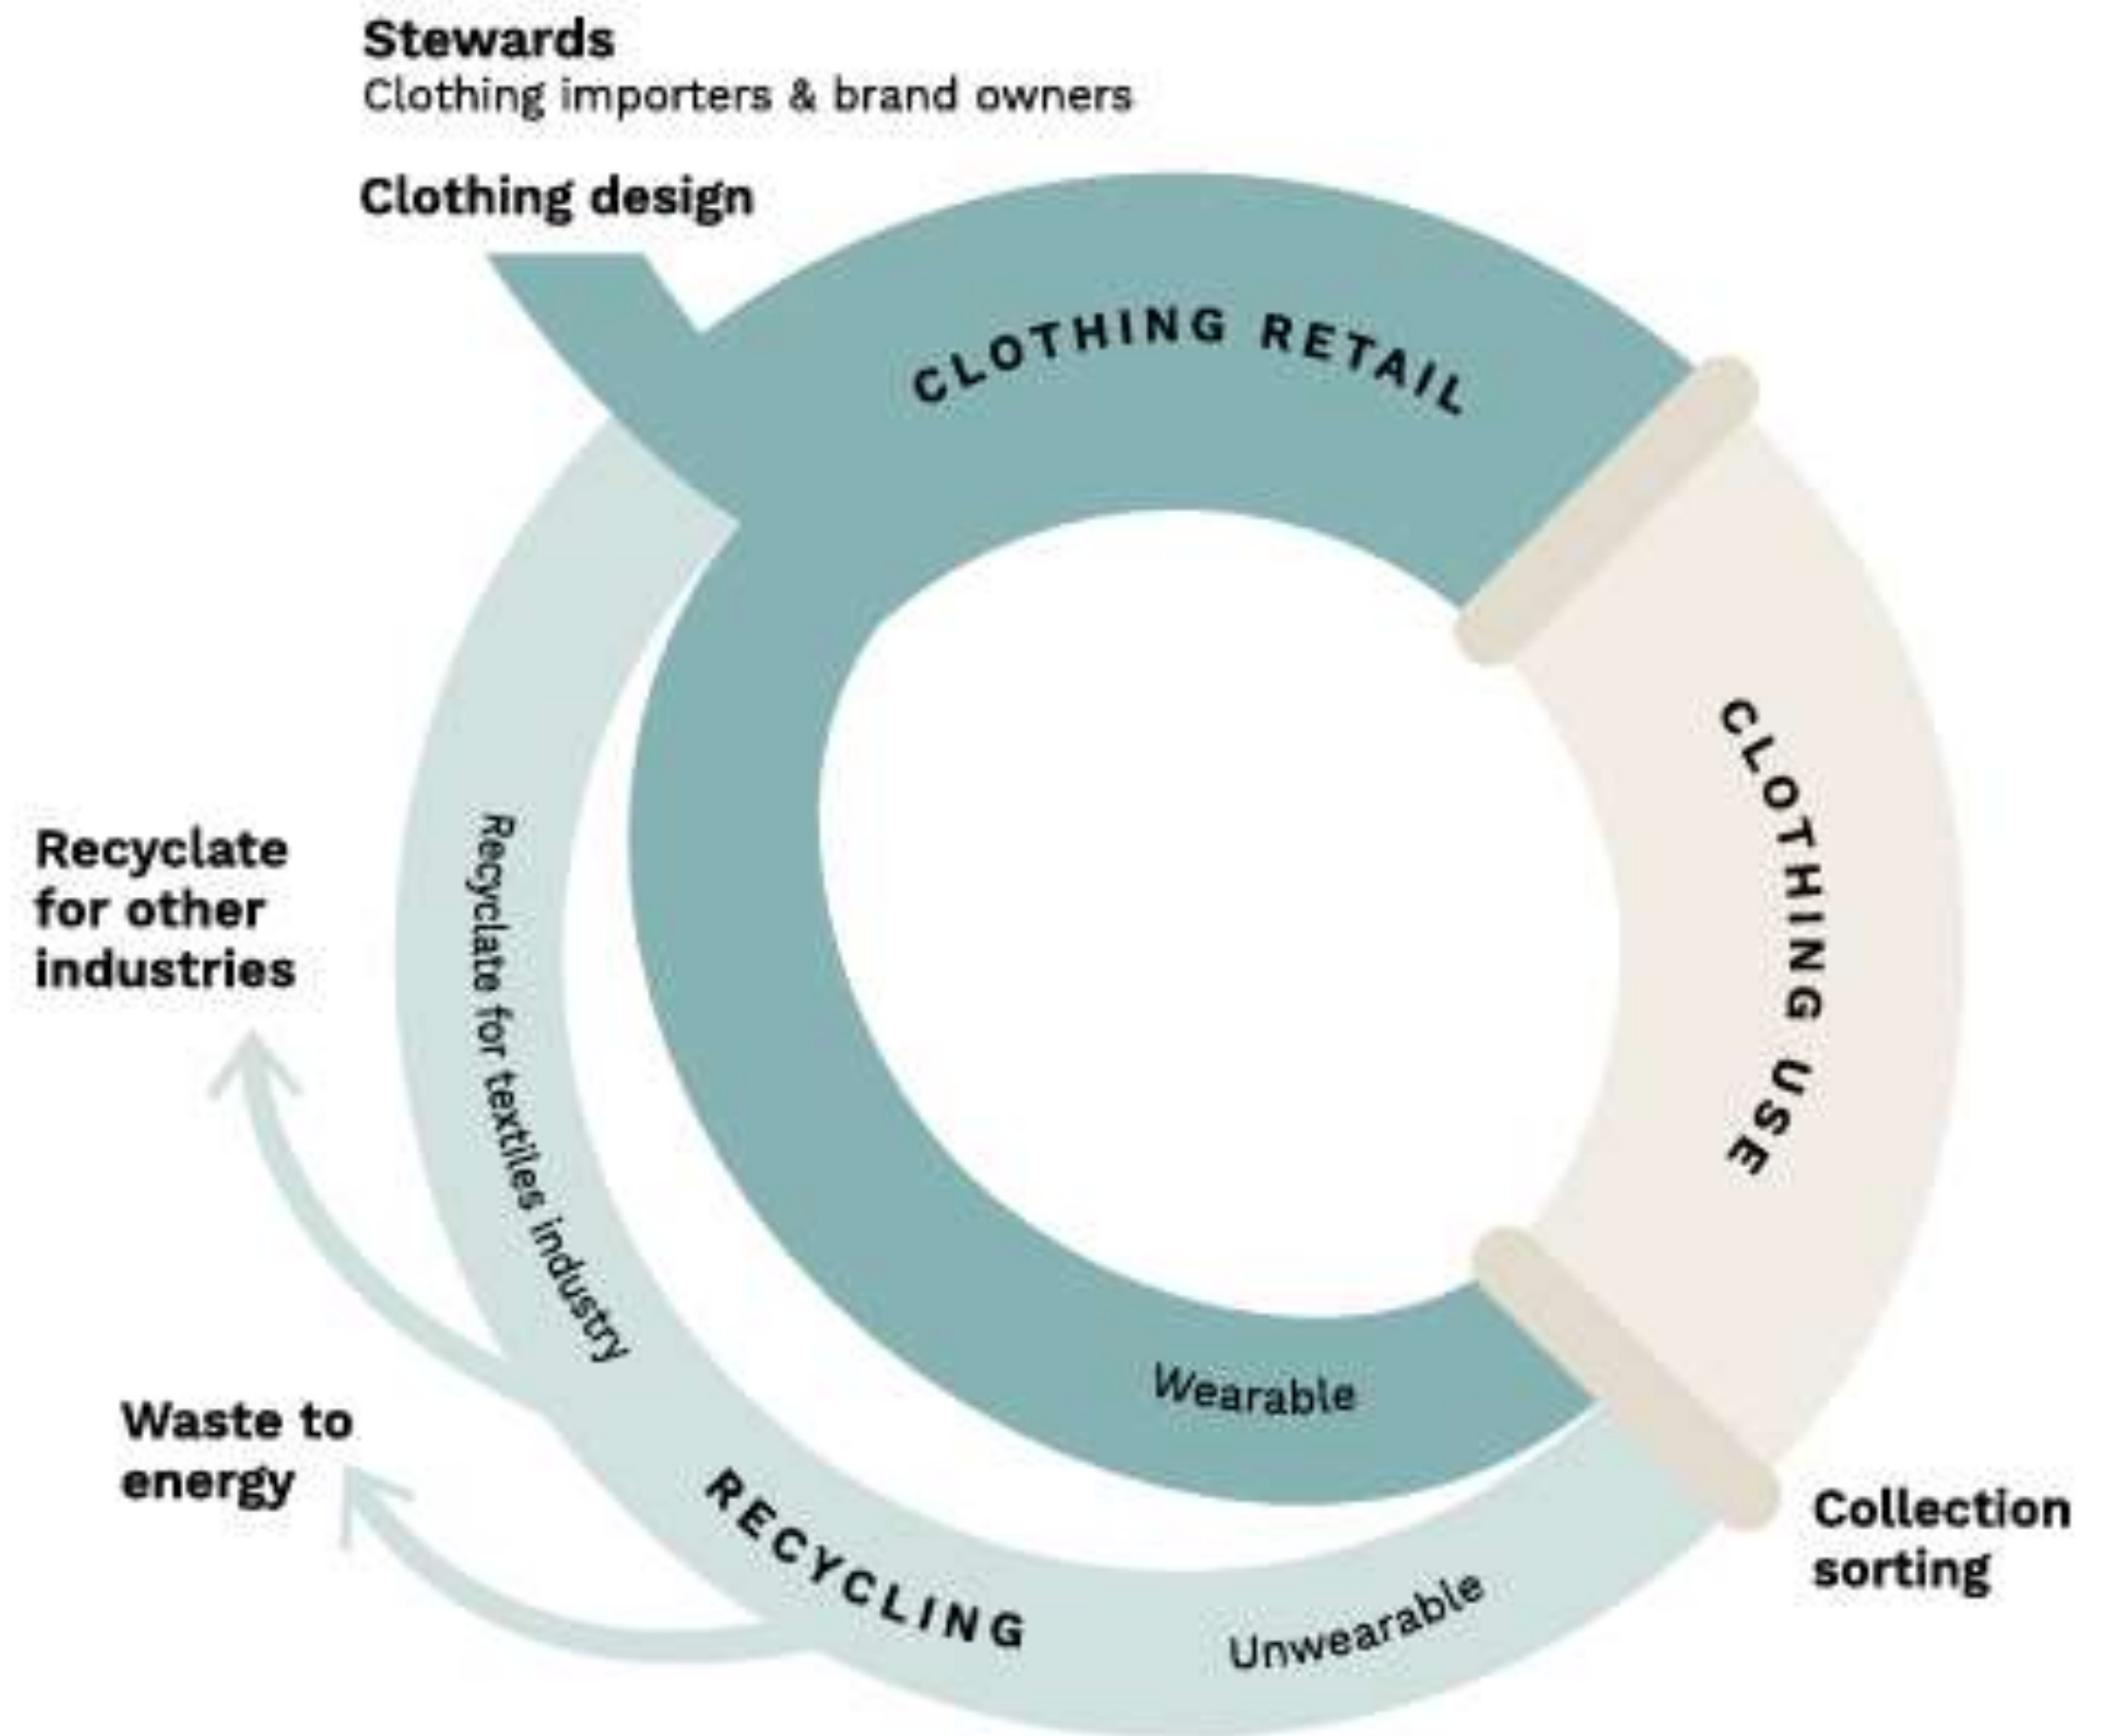 Stewards
Clothing importers & brand owners
Clothing design
CLOTHING RETAIL
CLOTHING USE
Collection
sorting
Wearable
Unwearable
RECYCLING
Recyclate for textiles industry
Waste to
energy
Recyclate
for other
industries